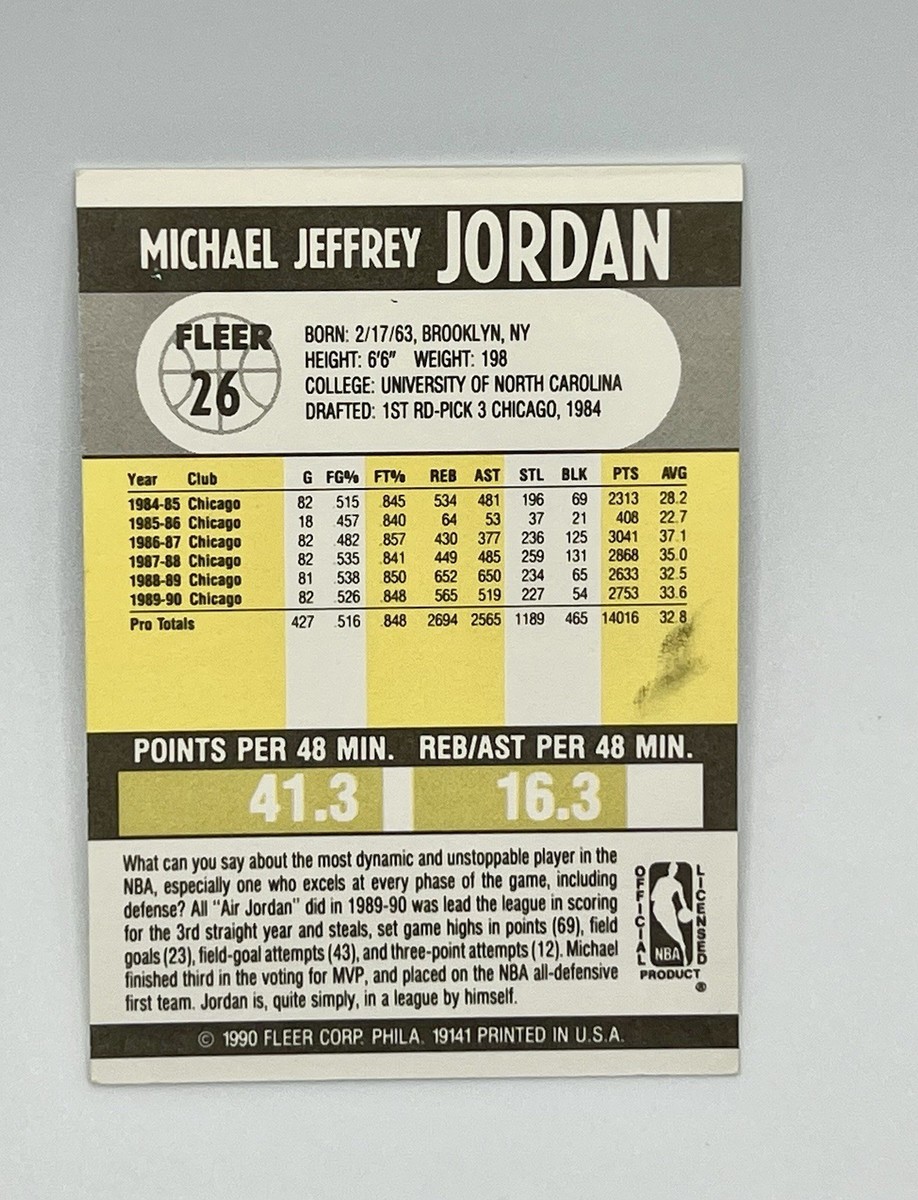 MICHAEL JEFFREY JORDAN
FLEER
26
BORN: 2/17/63, BROOKLYN, NY
HEIGHT: 6'6" WEIGHT: 198
COLLEGE: UNIVERSITY OF NORTH CAROLINA
DRAFTED: 1ST RD-PICK 3 CHICAGO, 1984
Year Club G FG% FT% REB AST STL BLK PTS AVG
1984-85 Chicago 82 .515 .845 534 481 196 69 2313 28.2
1985-86 Chicago 18 .457 .840 64 53 37 21 408 22.7
1986-87 Chicago 82 .482 .857 430 377 236 125 3041 37.1
1987-88 Chicago 82 .535 .841 449 485 259 131 2868 35.0
1988-89 Chicago 81 .538 .850 652 650 234 65 2633 32.5
1989-90 Chicago 82 .526 .848 565 519 227 54 2753 33.6
Pro Totals 427 .516 .848 2694 2565 1189 465 14016 32.8
POINTS PER 48 MIN. REB/AST PER 48 MIN.
41.3 16.3
What can you say about the most dynamic and unstoppable player in the
NBA, especially one who excels at every phase of the game, including
defense? All "Air Jordan" did in 1989-90 was lead the league in scoring
for the 3rd straight year and steals, set game highs in points (69), field
goals (23), field-goal attempts (43), and three-point attempts (12). Michael
finished third in the voting for MVP, and placed on the NBA all-defensive
first team. Jordan is, quite simply, in a league by himself.
OFFICIAL LICENSED
NBA
PRODUCT
®
© 1990 FLEER CORP. PHILA. 19141 PRINTED IN U.S.A.